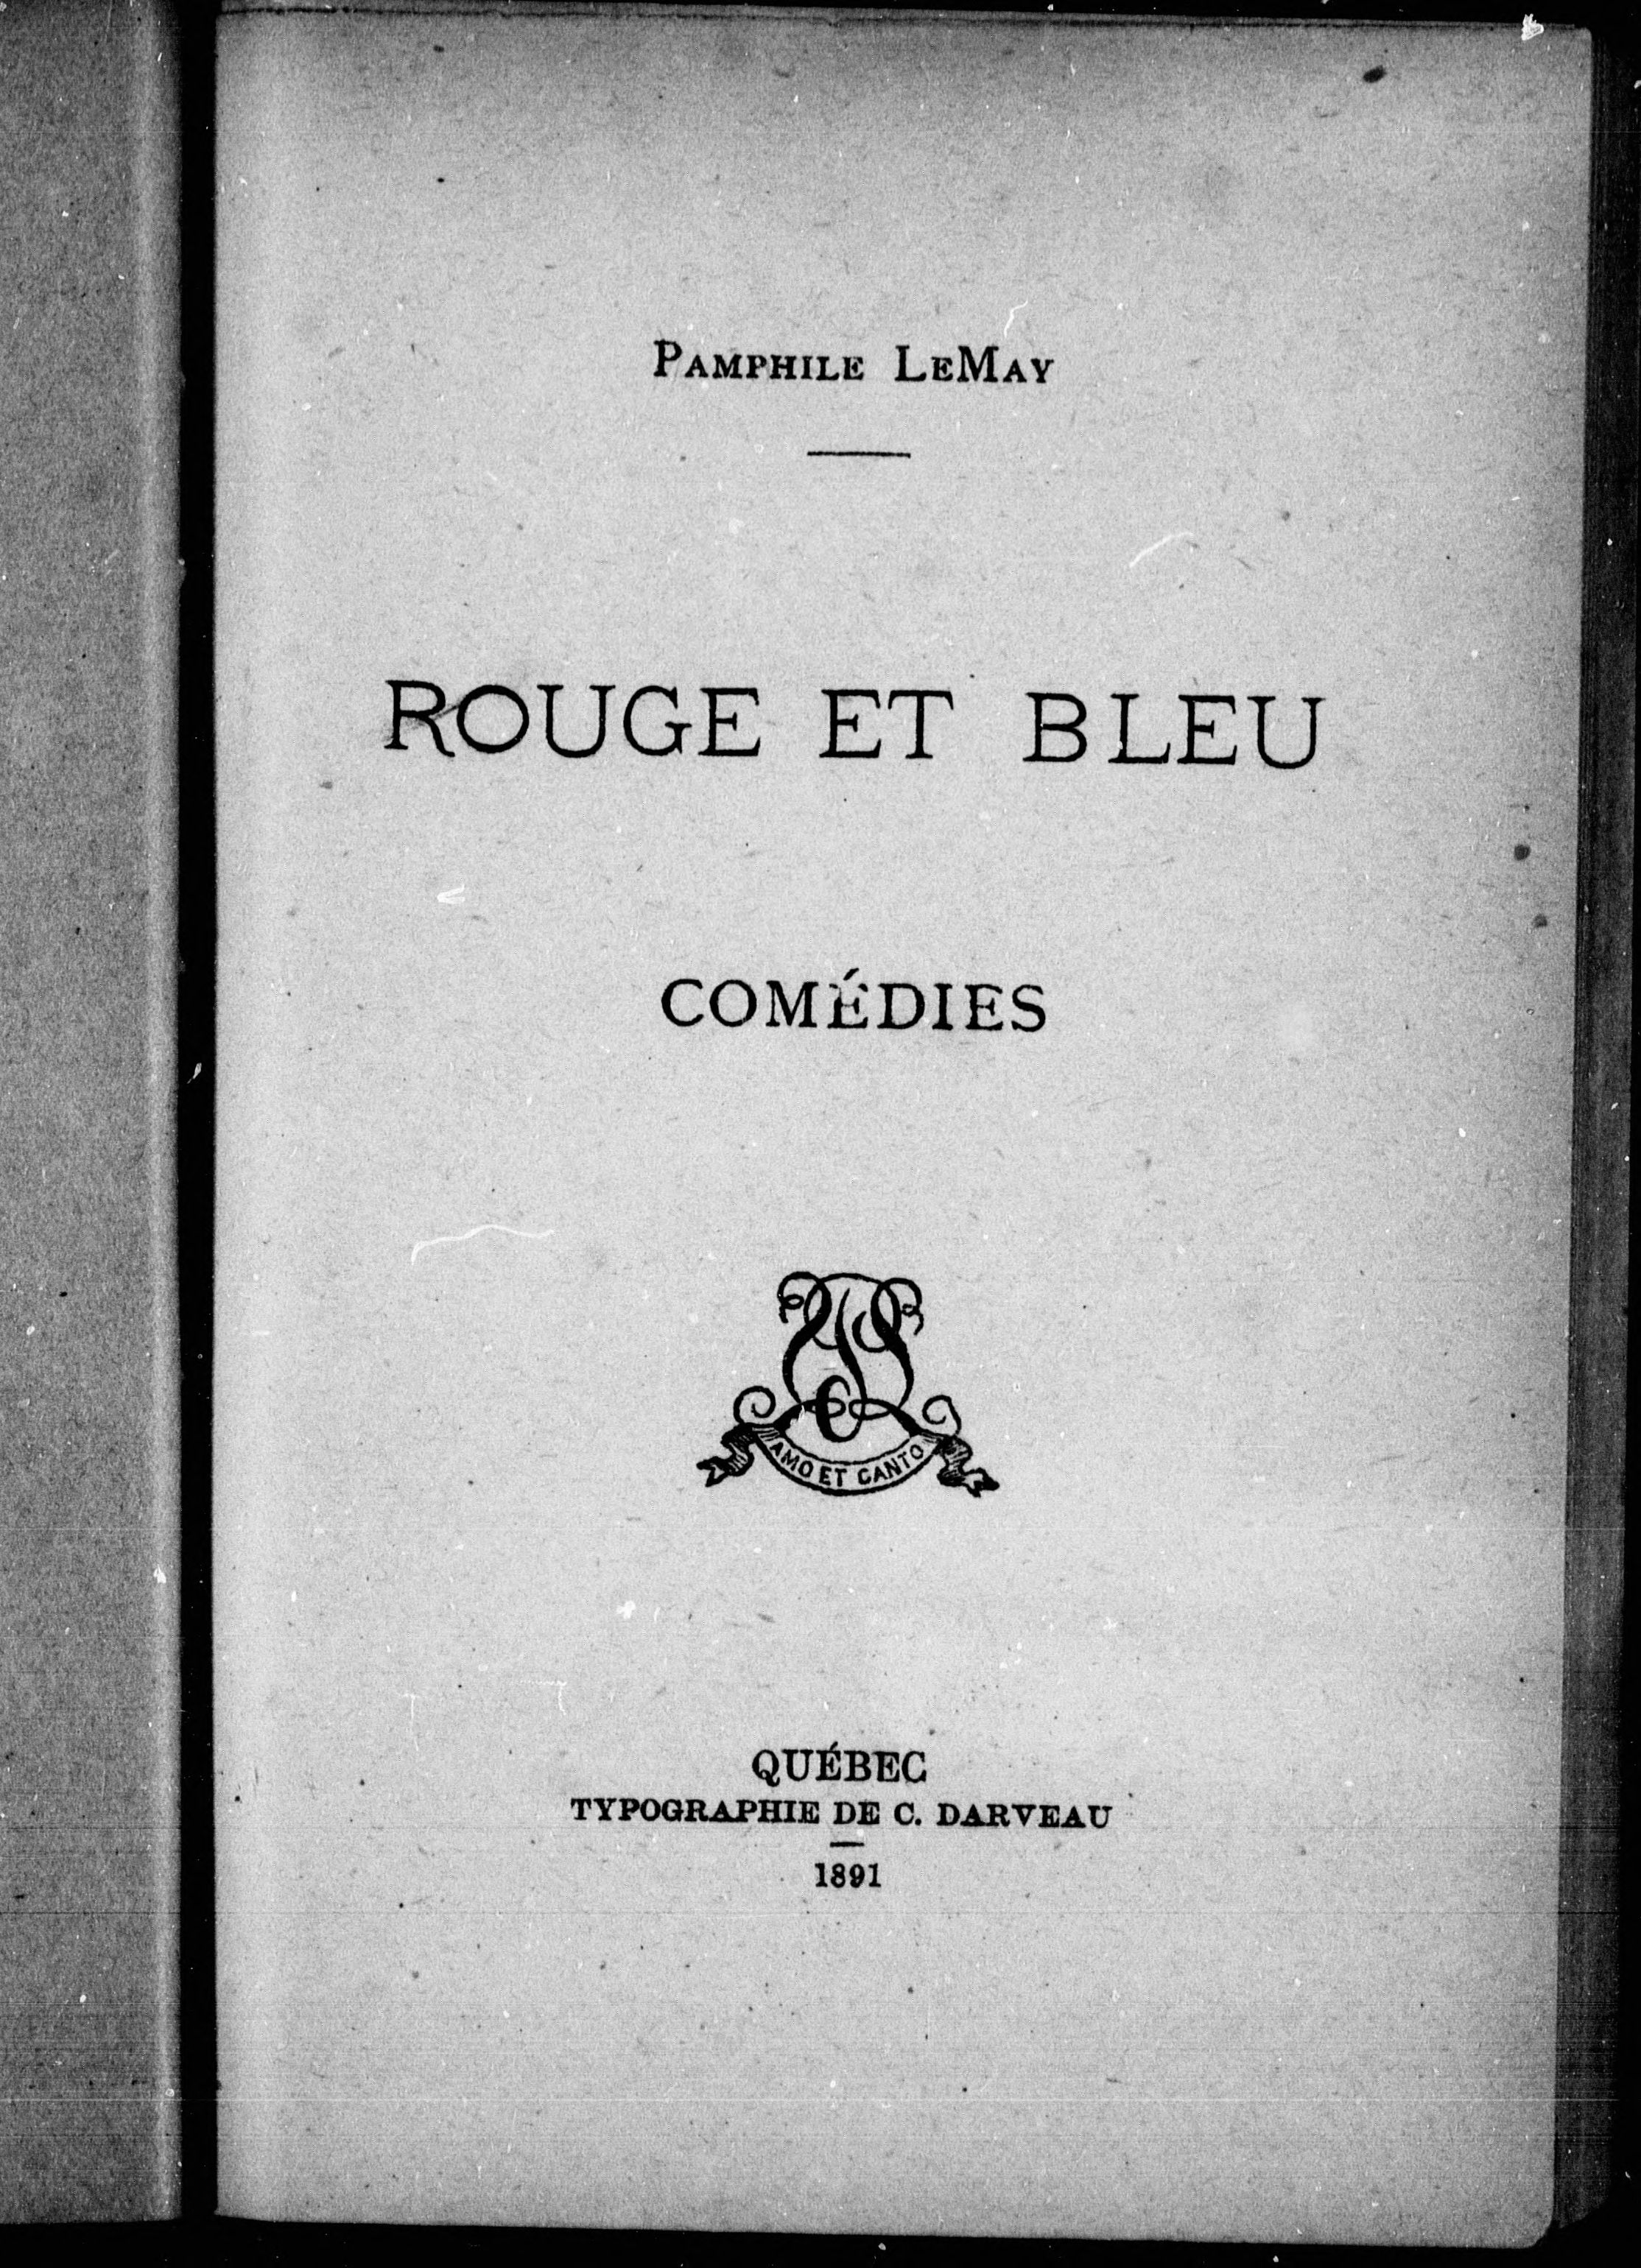 PAMPHILE LEMAY
ROUGE ET BLEU
COMÉDIES
AMO ET CANTO
QUÉBEC
TYPOGRAPHIE DE C. DARVEAU
1891